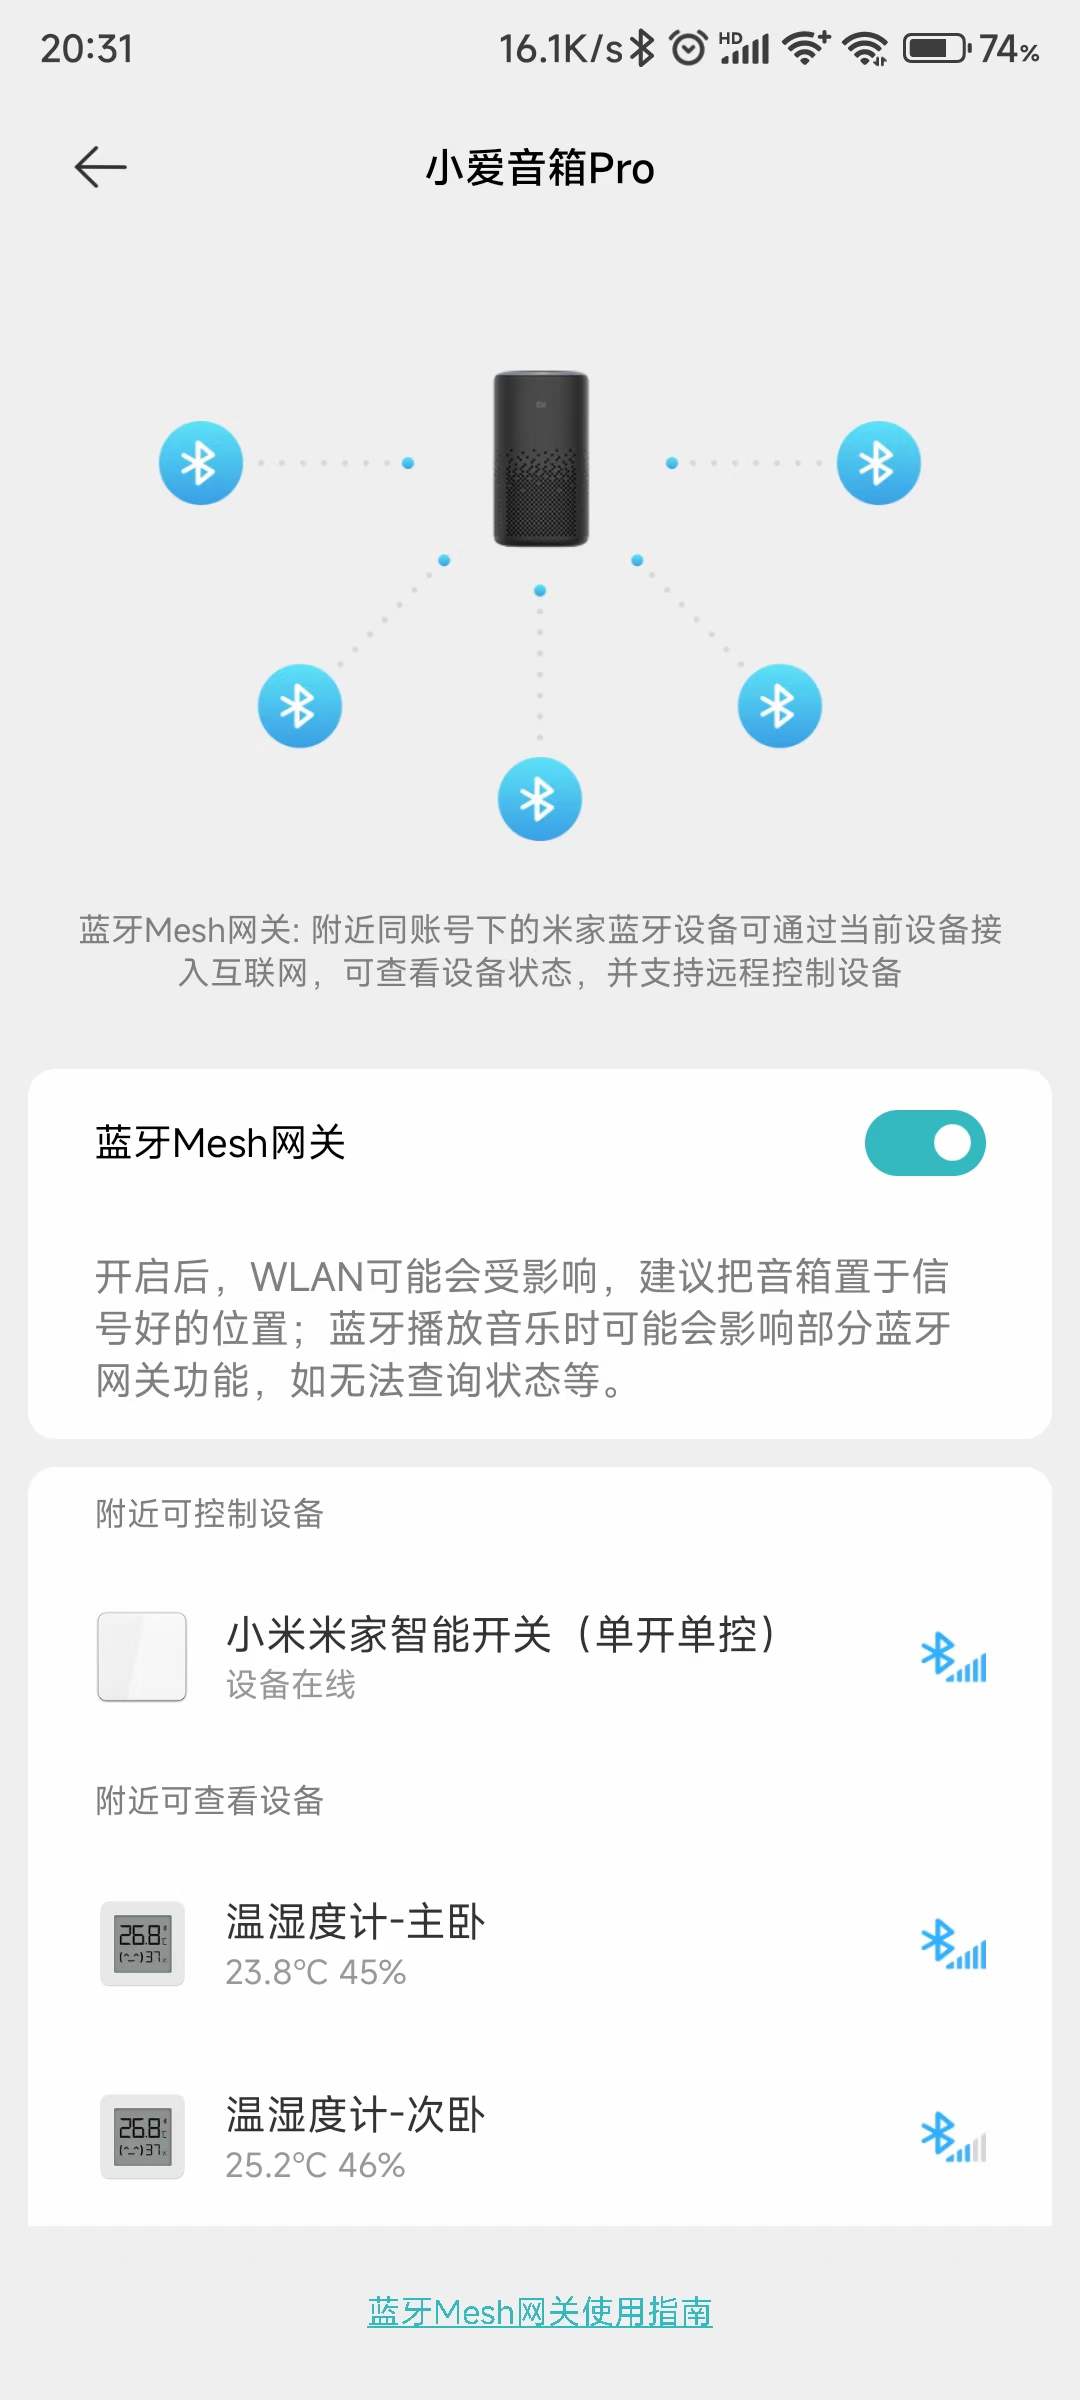 20:31
16.1K/s HD 74%
小爱音箱Pro
蓝牙Mesh网关: 附近同账号下的米家蓝牙设备可通过当前设备接
入互联网，可查看设备状态，并支持远程控制设备
蓝牙Mesh网关
开启后，WLAN可能会受影响，建议把音箱置于信
号好的位置；蓝牙播放音乐时可能会影响部分蓝牙
网关功能，如无法查询状态等。
附近可控制设备
小米米家智能开关（单开单控）
设备在线
附近可查看设备
26.8℃
(^_^)37%
温湿度计-主卧
23.8℃ 45%
26.8℃
(^_^)37%
温湿度计-次卧
25.2℃ 46%
蓝牙Mesh网关使用指南